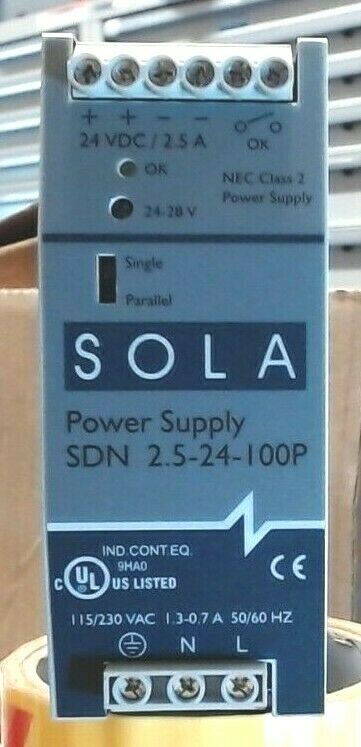 + + − −
24 VDC / 2.5 A
OK
OK
NEC Class 2
Power Supply
24-28 V
Single
Parallel
SOLA
Power Supply
SDN 2.5-24-100P
IND. CONT. EQ.
9HA0
C UL US LISTED
CE
115/230 VAC 1.3-0.7 A 50/60 HZ
N L